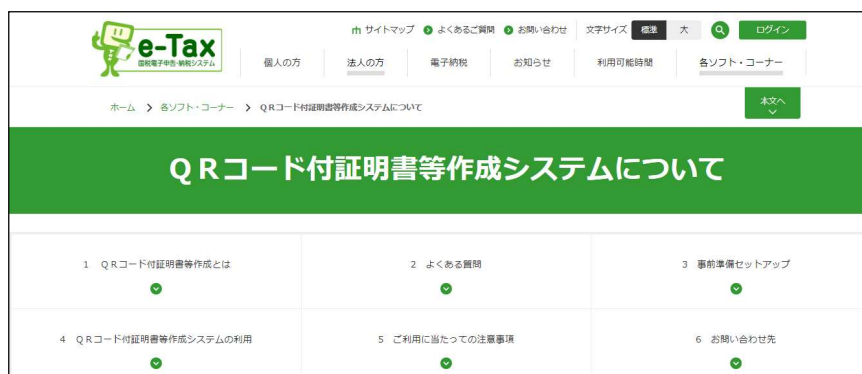 サイトマップ よくあるご質問 お問い合わせ 文字サイズ 標準 大 ログイン
e-Tax
国税電子申告・納税システム
個人の方 法人の方 電子納税 お知らせ 利用可能時間 各ソフト・コーナー
ホーム 各ソフト・コーナー QRコード付証明書等作成システムについて
本文へ
QRコード付証明書等作成システムについて
1 QRコード付証明書等作成とは 2 よくある質問 3 事前準備セットアップ
4 QRコード付証明書等作成システムの利用 5 ご利用に当たっての注意事項 6 お問い合わせ先